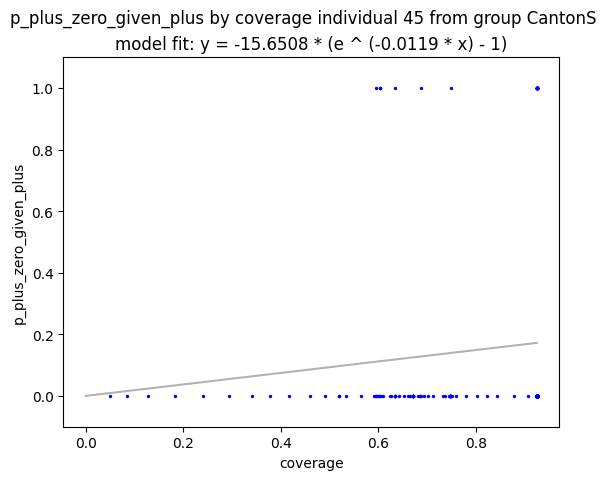 p_plus_zero_given_plus by coverage individual 45 from group CantonS
model fit: y = -15.6508 * (e ^ (-0.0119 * x) - 1)
1.0
0.8
0.6
0.4
0.2
0.0
p_plus_zero_given_plus
0.0 0.2 0.4 0.6 0.8
coverage